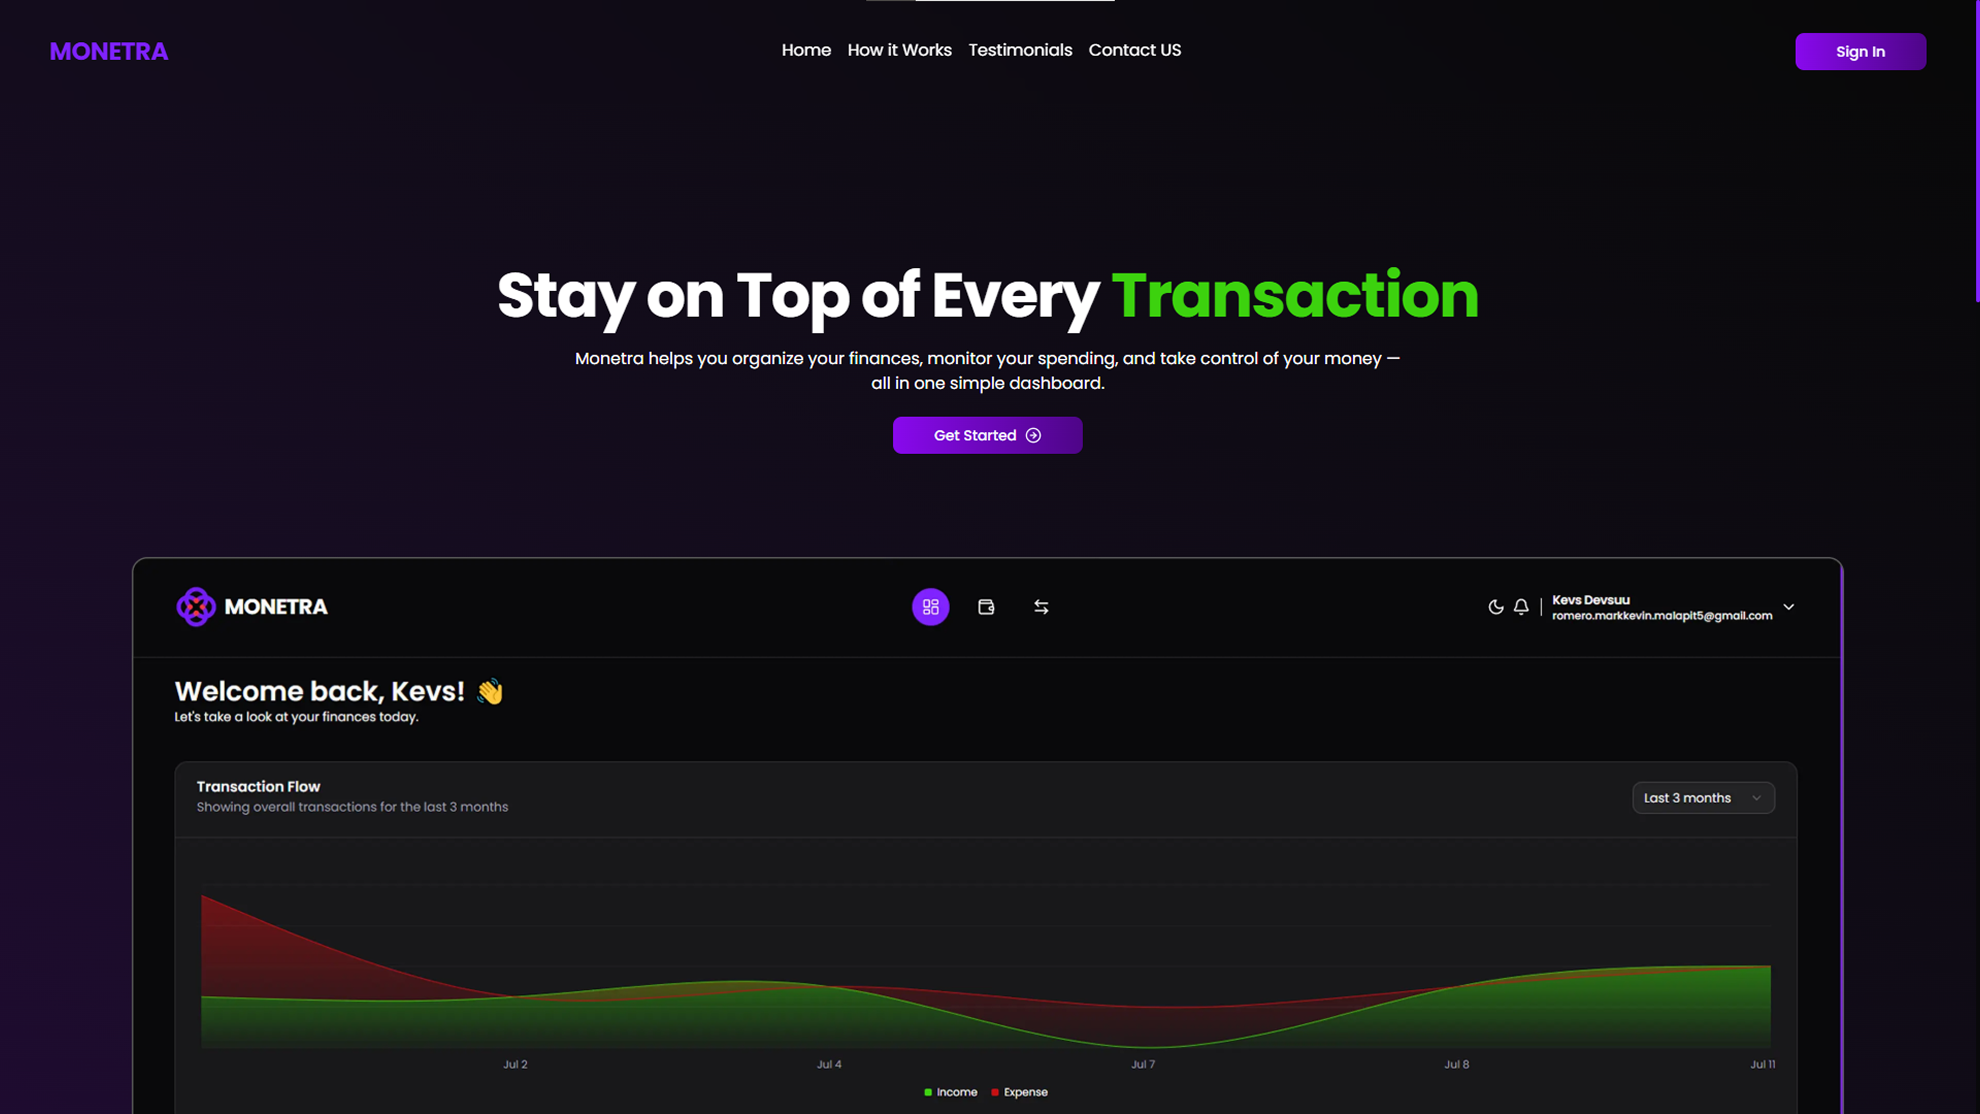 MONETRA
Home How it Works Testimonials Contact US
Sign In
Stay on Top of Every Transaction
Monetra helps you organize your finances, monitor your spending, and take control of your money —
all in one simple dashboard.
Get Started
MONETRA
Kevs Devsuu
romero.markkevin.malapit5@gmail.com
Welcome back, Kevs! 👋
Let's take a look at your finances today.
Transaction Flow
Showing overall transactions for the last 3 months
Last 3 months
Jul 2 Jul 4 Jul 7 Jul 8 Jul 11
Income Expense